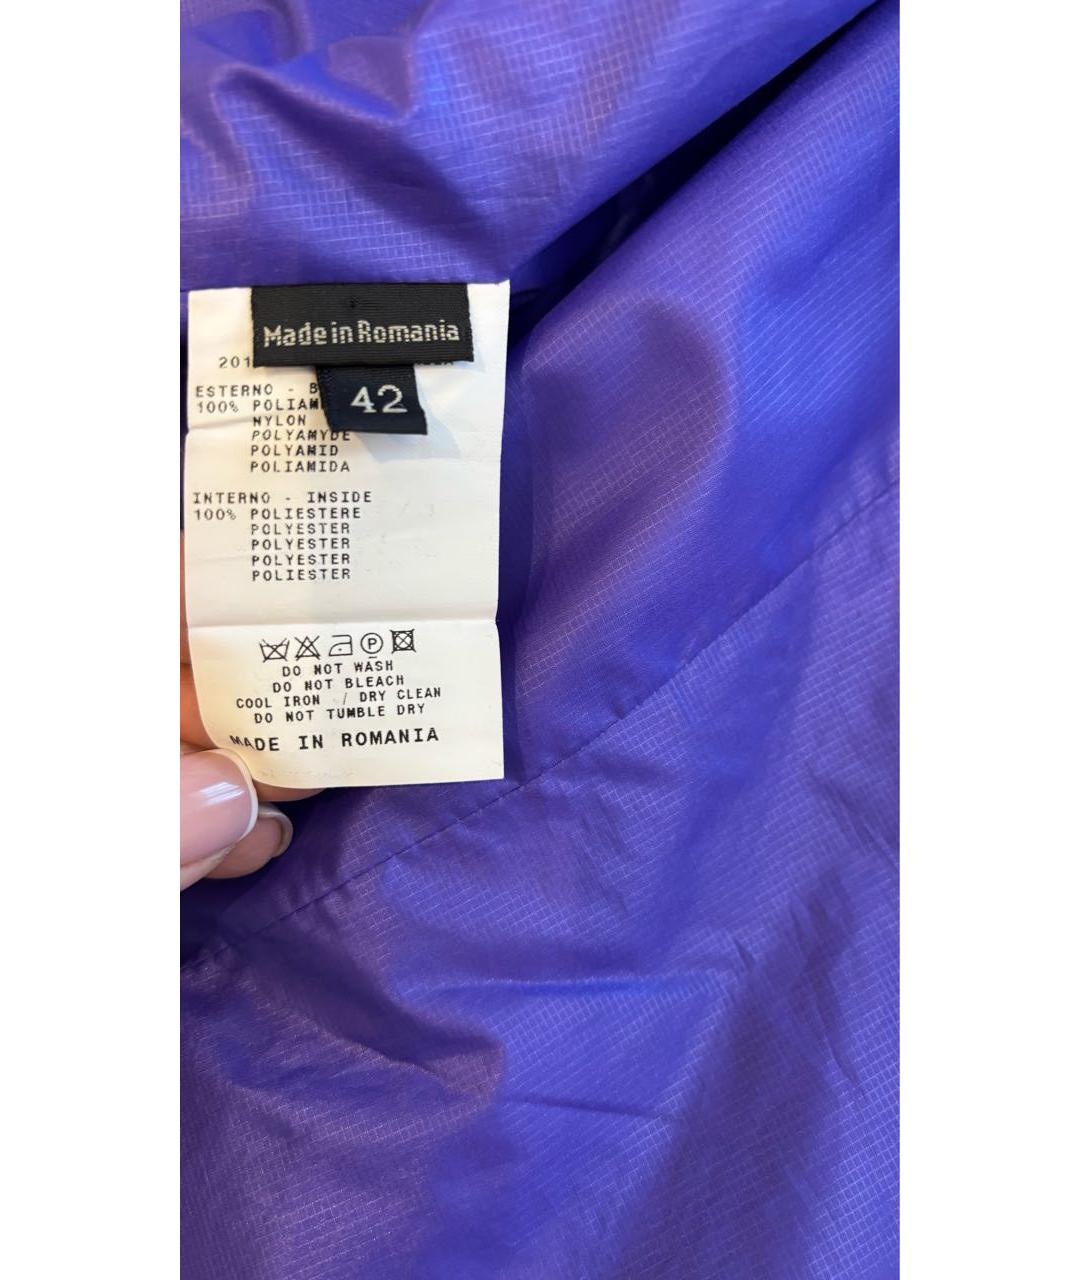 Made in Romania
201
42
ESTERNO - B
100% POLIAM
NYLON
POLYAMYDE
POLYAMID
POLIAMIDA
INTERNO - INSIDE
100% POLIESTERE
POLYESTER
POLYESTER
POLYESTER
POLIESTER
P
DO NOT WASH
DO NOT BLEACH
COOL IRON / DRY CLEAN
DO NOT TUMBLE DRY
MADE IN ROMANIA